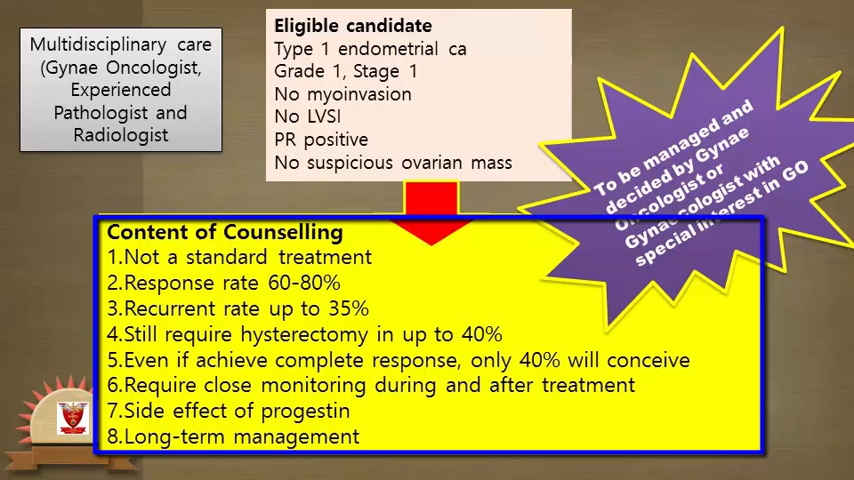 Multidisciplinary care
(Gynae Oncologist,
Experienced
Pathologist and
Radiologist
Eligible candidate
Type 1 endometrial ca
Grade 1, Stage 1
No myoinvasion
No LVSI
PR positive
No suspicious ovarian mass
To be managed and
decided by Gynae
Oncologist or
Gynaecologist with
special interest in GO
Content of Counselling
1.Not a standard treatment
2.Response rate 60-80%
3.Recurrent rate up to 35%
4.Still require hysterectomy in up to 40%
5.Even if achieve complete response, only 40% will conceive
6.Require close monitoring during and after treatment
7.Side effect of progestin
8.Long-term management